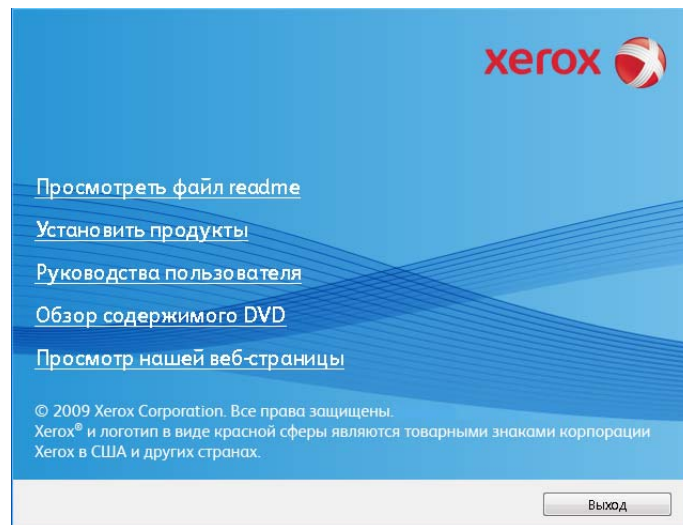 xerox
Просмотреть файл readme
Установить продукты
Руководства пользователя
Обзор содержимого DVD
Просмотр нашей веб-страницы
© 2009 Xerox Corporation. Все права защищены.
Xerox® и логотип в виде красной сферы являются товарными знаками корпорации
Xerox в США и других странах.
Выход